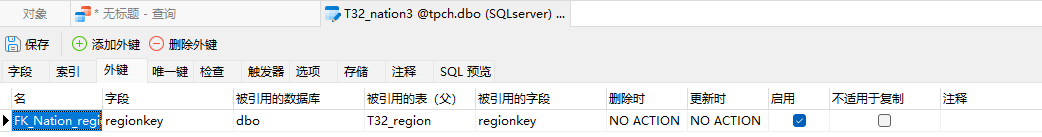 对象 * 无标题 - 查询 T32_nation3 @tpch.dbo (SQLserver) ...
保存 添加外键 删除外键
字段 索引 外键 唯一键 检查 触发器 选项 存储 注释 SQL 预览
名 字段 被引用的数据库 被引用的表（父） 被引用的字段 删除时 更新时 启用 不适用于复制 注释
FK_Nation_regi regionkey dbo T32_region regionkey NO ACTION NO ACTION